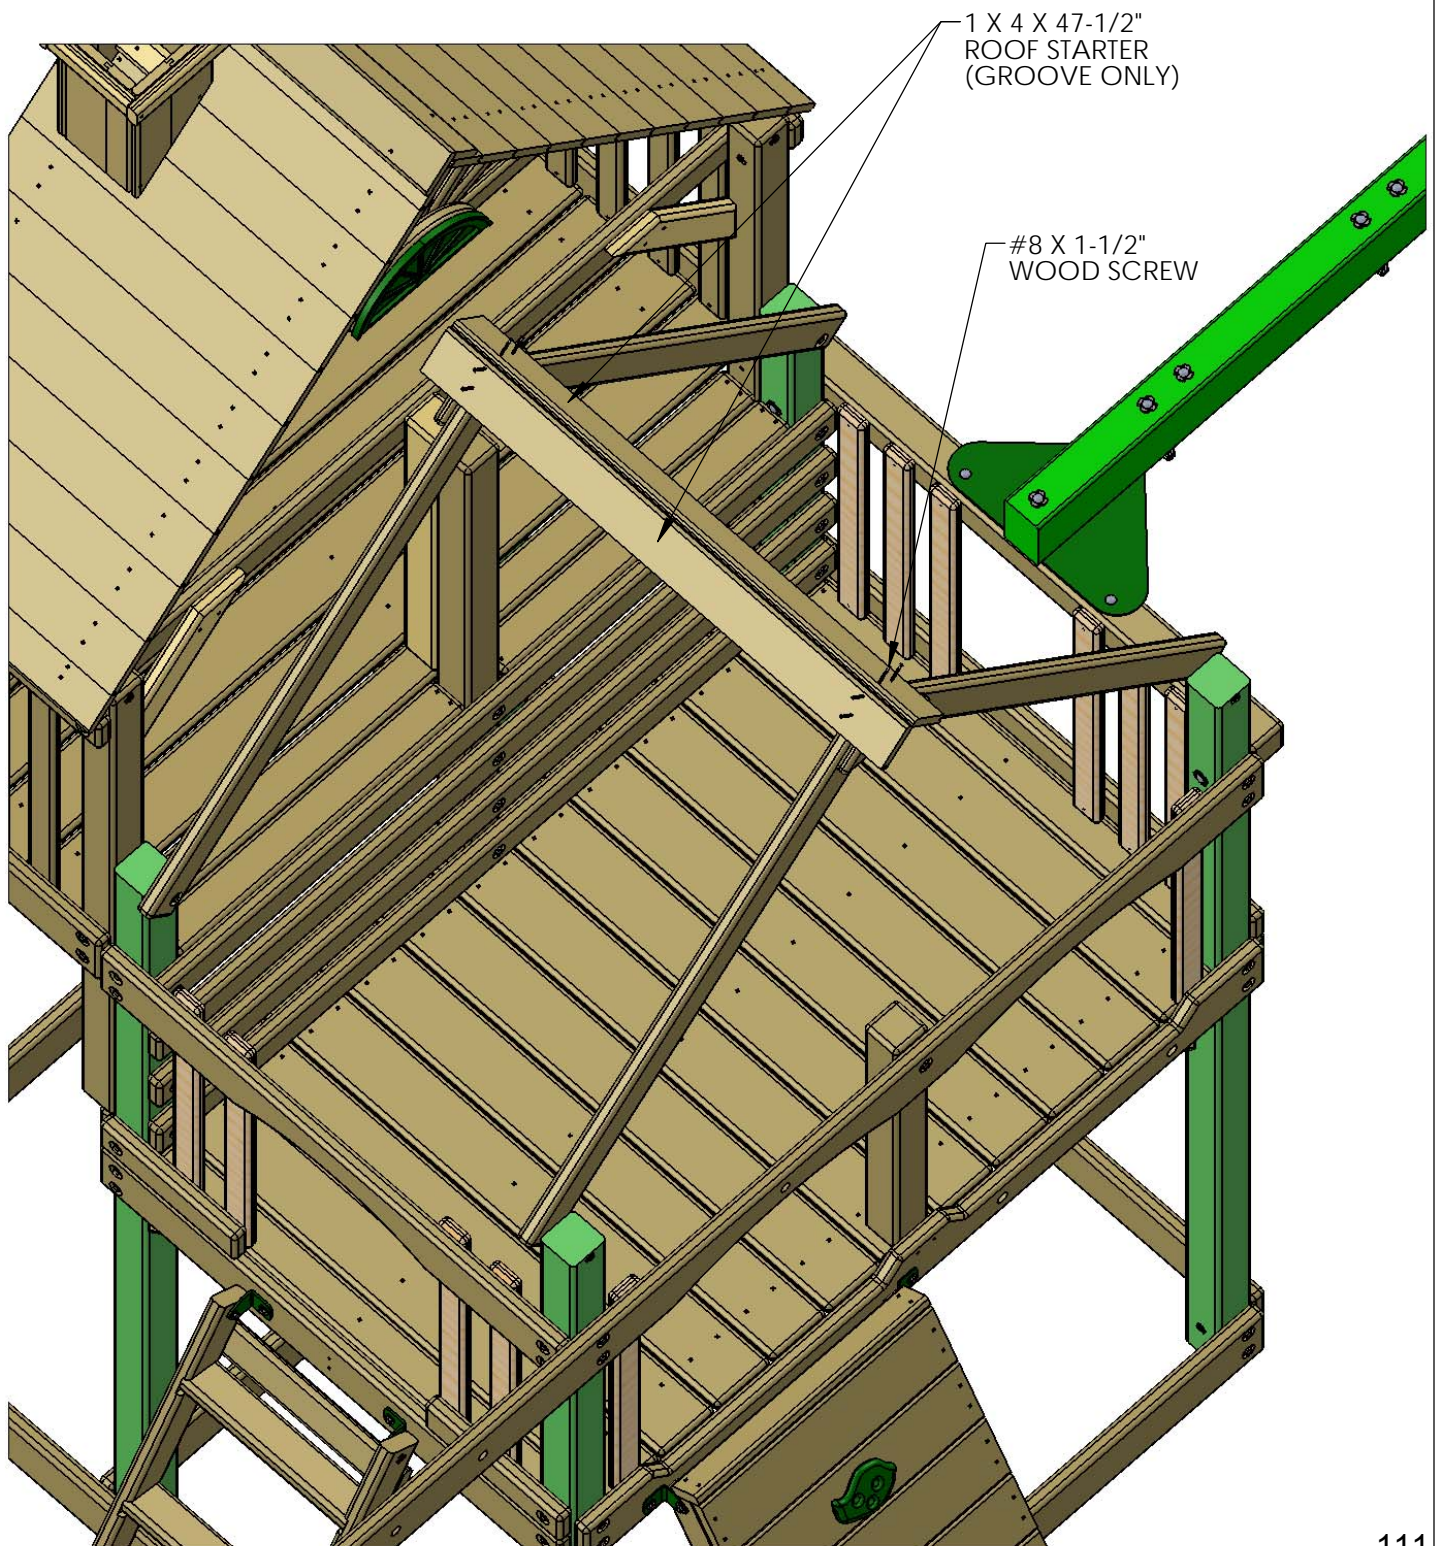 1 X 4 X 47-1/2"
ROOF STARTER
(GROOVE ONLY)
#8 X 1-1/2"
WOOD SCREW
111